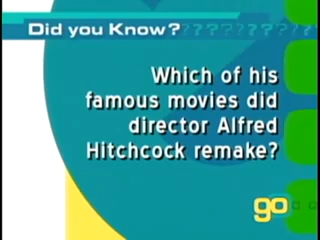 Did you Know?????????????
Which of his
famous movies did
director Alfred
Hitchcock remake?
go